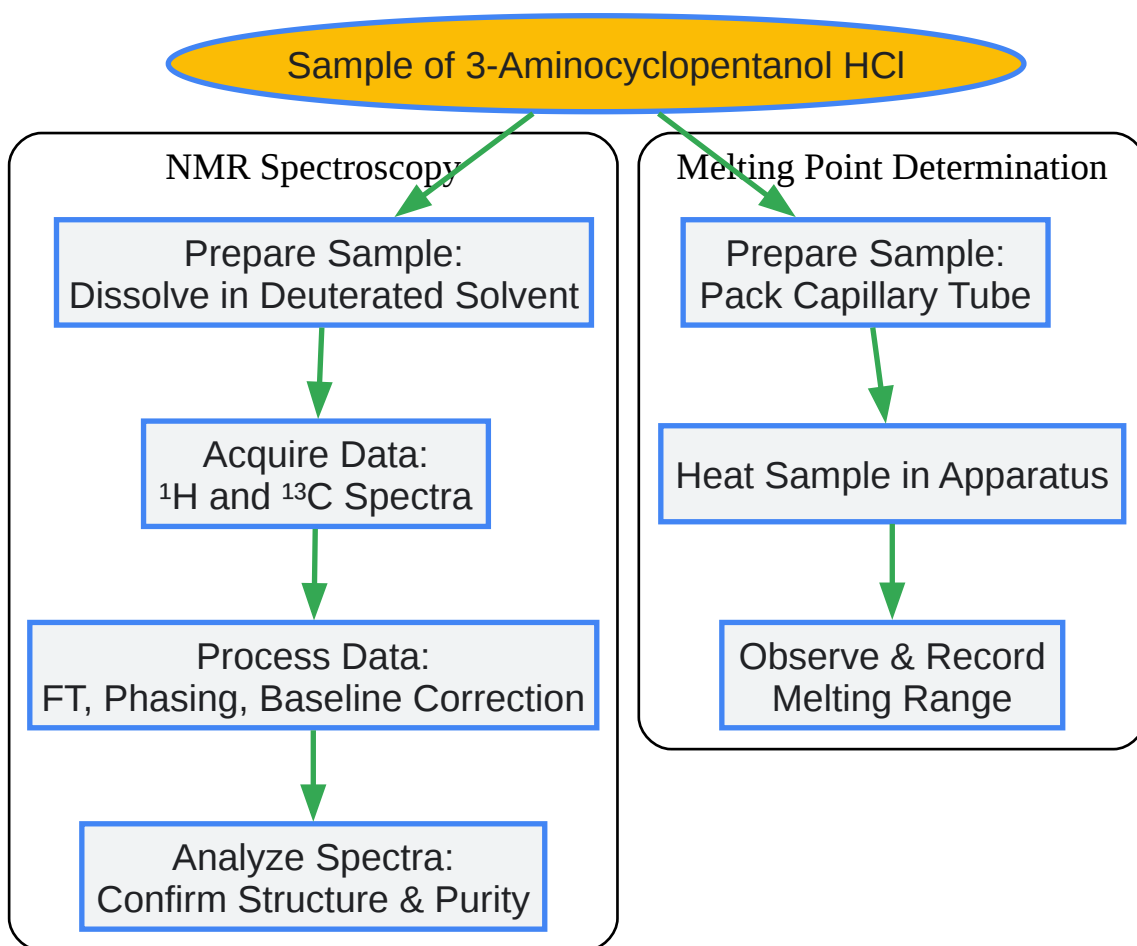 Sample of 3-Aminocyclopentanol HCl
NMR Spectroscopy
Prepare Sample:
Dissolve in Deuterated Solvent
Acquire Data:
¹H and ¹³C Spectra
Process Data:
FT, Phasing, Baseline Correction
Analyze Spectra:
Confirm Structure & Purity
Melting Point Determination
Prepare Sample:
Pack Capillary Tube
Heat Sample in Apparatus
Observe & Record
Melting Range